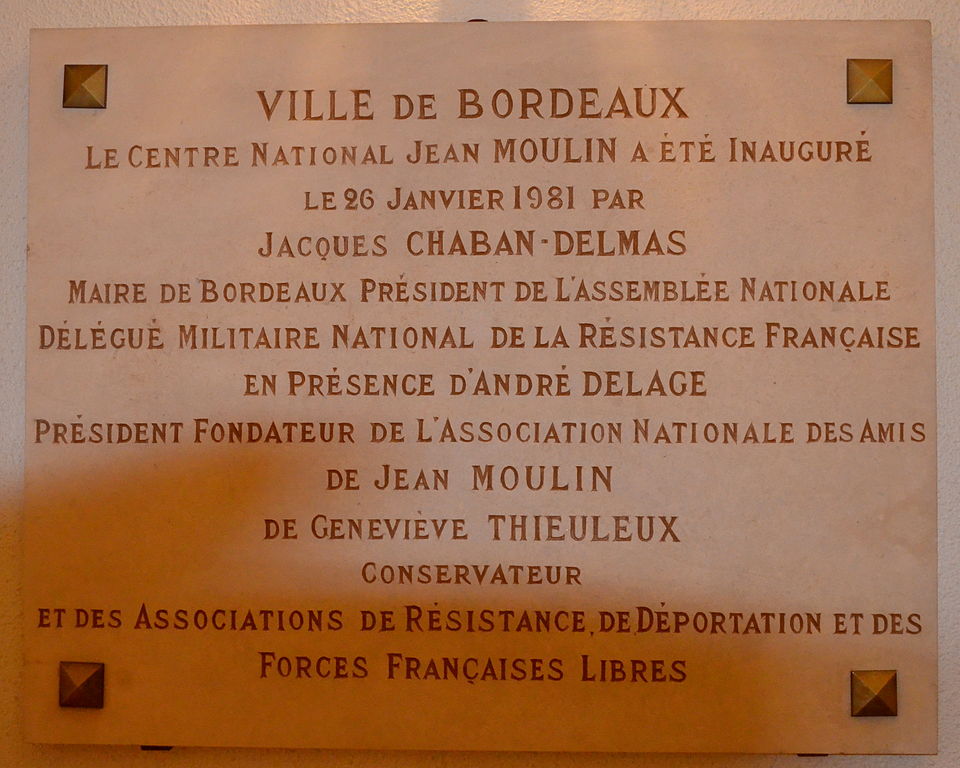 VILLE DE BORDEAUX
LE CENTRE NATIONAL JEAN MOULIN A ÉTÉ INAUGURÉ
LE 26 JANVIER 1981 PAR
JACQUES CHABAN-DELMAS
MAIRE DE BORDEAUX PRÉSIDENT DE L'ASSEMBLÉE NATIONALE
DÉLÉGUÉ MILITAIRE NATIONAL DE LA RÉSISTANCE FRANÇAISE
EN PRÉSENCE D'ANDRÉ DELAGE
PRÉSIDENT FONDATEUR DE L'ASSOCIATION NATIONALE DES AMIS
DE JEAN MOULIN
DE GENEVIÈVE THIEULEUX
CONSERVATEUR
ET DES ASSOCIATIONS DE RÉSISTANCE, DE DÉPORTATION ET DES
FORCES FRANÇAISES LIBRES